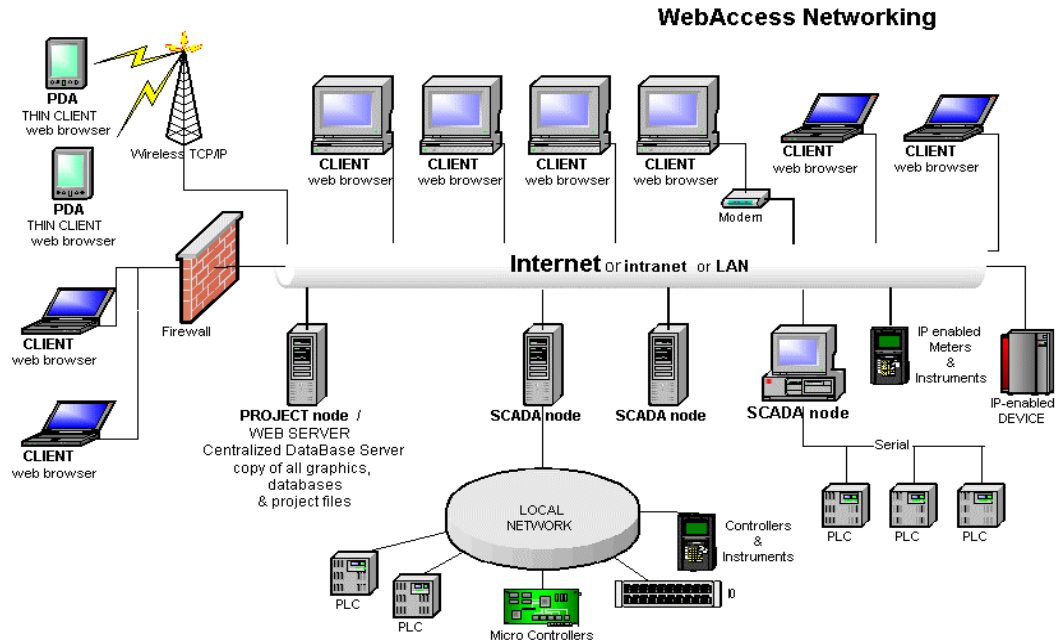 WebAccess Networking
PDA
THIN CLIENT
web browser
Wireless TCP/IP
PDA
THIN CLIENT
web browser
CLIENT
web browser
CLIENT
web browser
CLIENT
web browser
CLIENT
web browser
Modem
CLIENT
web browser
CLIENT
web browser
Internet or intranet or LAN
Firewall
CLIENT
web browser
CLIENT
web browser
PROJECT node /
WEB SERVER
Centralized DataBase Server
copy of all graphics,
databases
& project files
SCADA node
SCADA node
SCADA node
IP enabled
Meters
&
Instruments
IP-enabled
DEVICE
Serial
PLC
PLC
PLC
LOCAL
NETWORK
Controllers
&
Instruments
PLC
PLC
Micro Controllers
IO